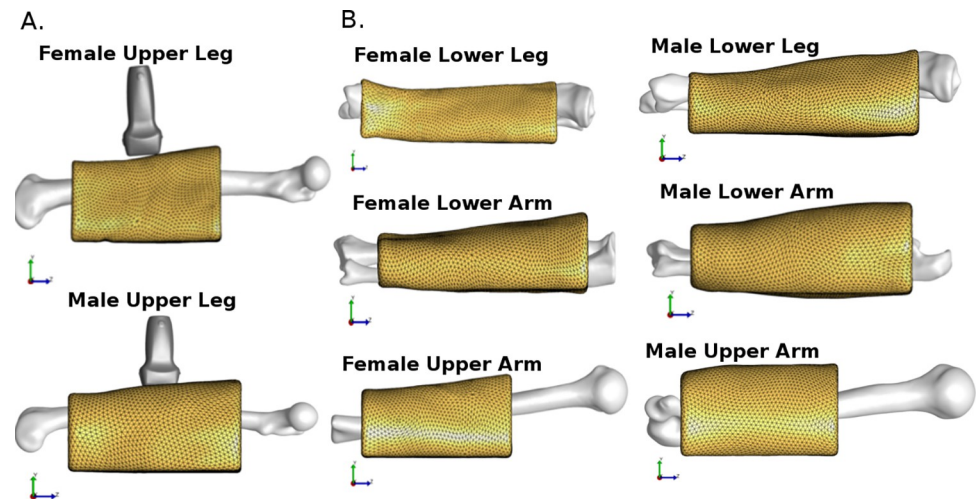 A.
Female Upper Leg
Male Upper Leg
B.
Female Lower Leg
Male Lower Leg
Female Lower Arm
Male Lower Arm
Female Upper Arm
Male Upper Arm